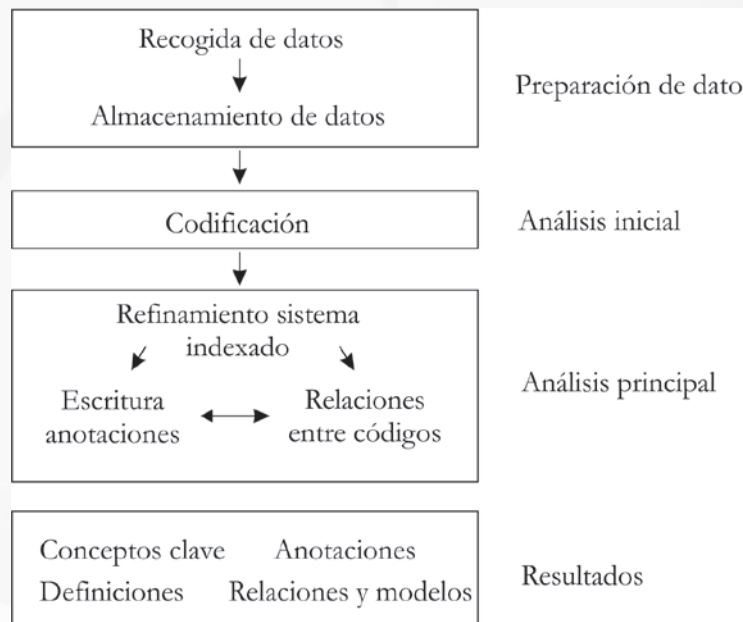 Recogida de datos
Almacenamiento de datos
Preparación de dato
Codificación
Análisis inicial
Refinamiento sistema
indexado
Escritura
anotaciones
Relaciones
entre códigos
Análisis principal
Conceptos clave Anotaciones
Definiciones Relaciones y modelos
Resultados